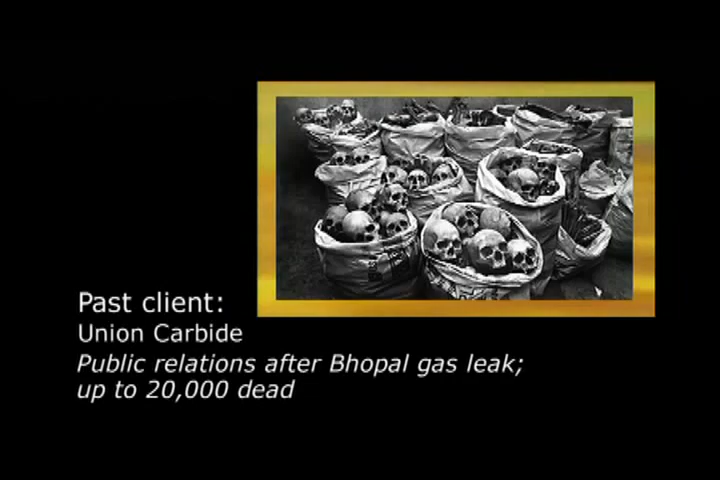 Past client:
Union Carbide
Public relations after Bhopal gas leak;
up to 20,000 dead